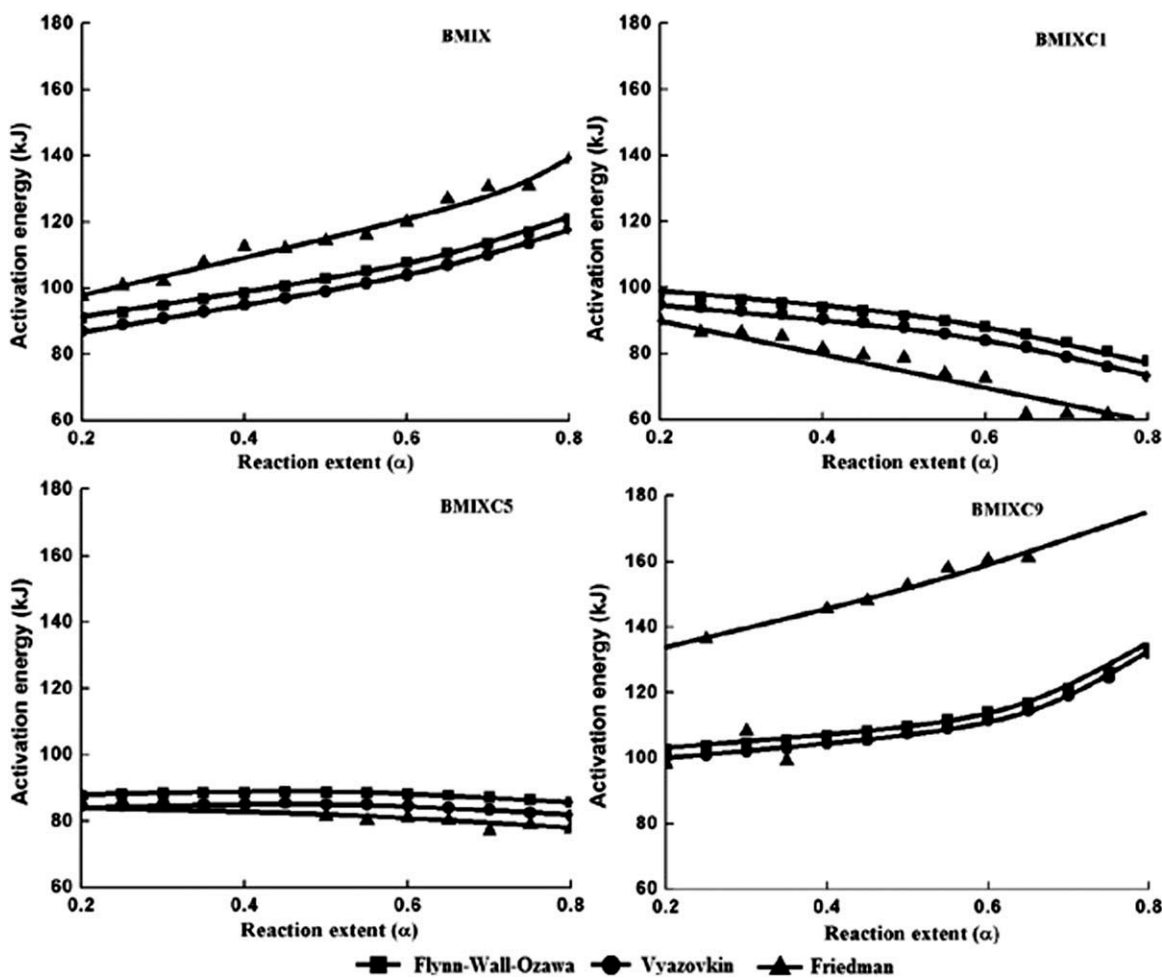 BMIX
Activation energy (kJ)
180
160
140
120
100
80
60
0.2 0.4 0.6 0.8
Reaction extent (α)
BMIXC1
Activation energy (kJ)
180
160
140
120
100
80
60
0.2 0.4 0.6 0.8
Reaction extent (α)
BMIXC5
Activation energy (kJ)
180
160
140
120
100
80
60
0.2 0.4 0.6 0.8
Reaction extent (α)
BMIXC9
Activation energy (kJ)
180
160
140
120
100
80
60
0.2 0.4 0.6 0.8
Reaction extent (α)
Flynn-Wall-Ozawa Vyazovkin Friedman